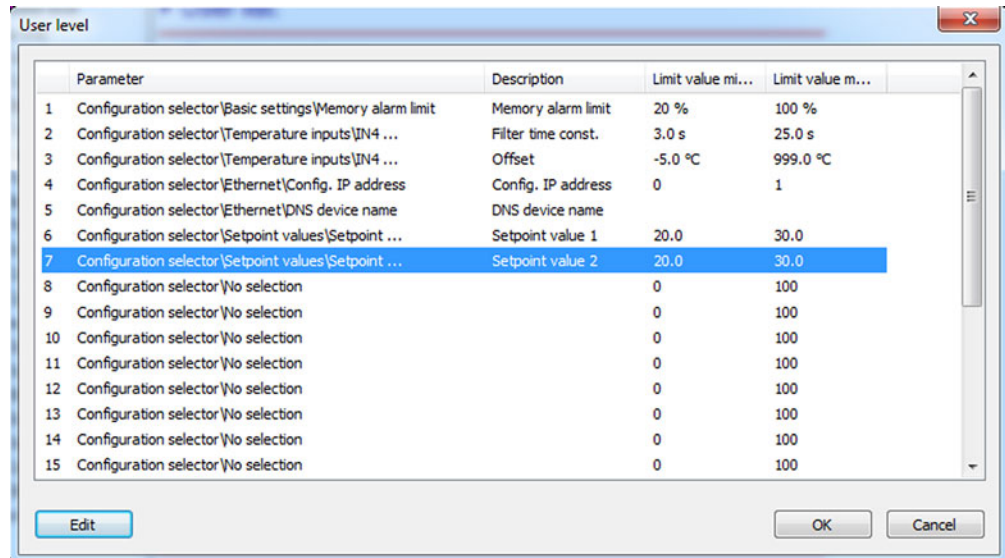 User level
Parameter Description Limit value mi... Limit value m...
1 Configuration selector\Basic settings\Memory alarm limit Memory alarm limit 20 % 100 %
2 Configuration selector\Temperature inputs\IN4 ... Filter time const. 3.0 s 25.0 s
3 Configuration selector\Temperature inputs\IN4 ... Offset -5.0 °C 999.0 °C
4 Configuration selector\Ethernet\Config. IP address Config. IP address 0 1
5 Configuration selector\Ethernet\DNS device name DNS device name
6 Configuration selector\Setpoint values\Setpoint ... Setpoint value 1 20.0 30.0
7 Configuration selector\Setpoint values\Setpoint ... Setpoint value 2 20.0 30.0
8 Configuration selector\No selection 0 100
9 Configuration selector\No selection 0 100
10 Configuration selector\No selection 0 100
11 Configuration selector\No selection 0 100
12 Configuration selector\No selection 0 100
13 Configuration selector\No selection 0 100
14 Configuration selector\No selection 0 100
15 Configuration selector\No selection 0 100
Edit OK Cancel